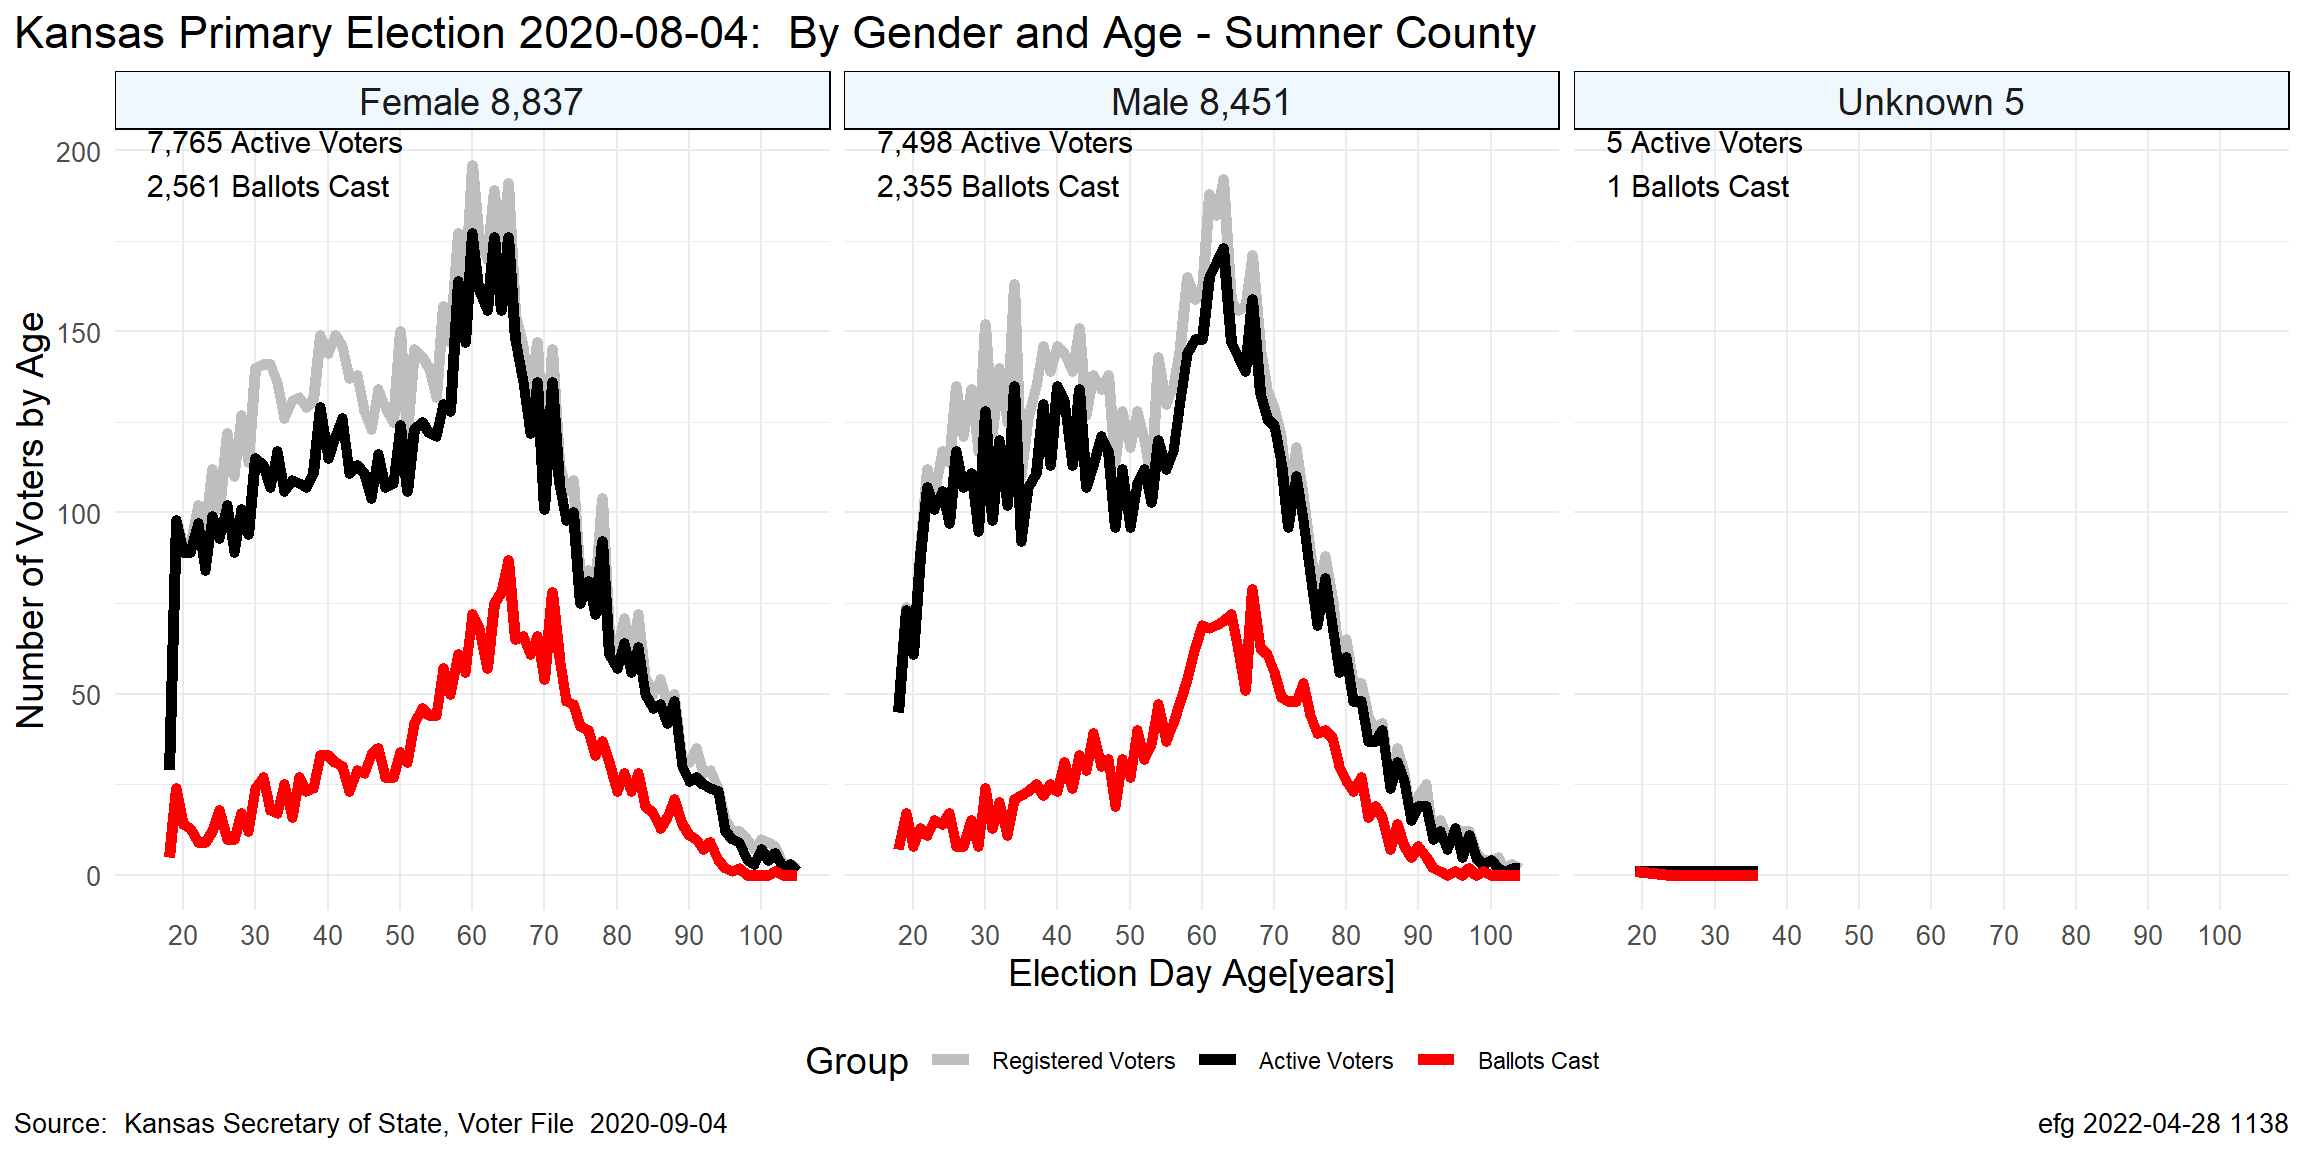 Kansas Primary Election 2020-08-04:  By Gender and Age - Sumner County
Female 8,837
Male 8,451
Unknown 5
7,765 Active Voters
2,561 Ballots Cast
7,498 Active Voters
2,355 Ballots Cast
5 Active Voters
1 Ballots Cast
Number of Voters by Age
200
150
100
50
0
20 30 40 50 60 70 80 90 100
20 30 40 50 60 70 80 90 100
20 30 40 50 60 70 80 90 100
Election Day Age[years]
Group Registered Voters Active Voters Ballots Cast
Source:  Kansas Secretary of State, Voter File  2020-09-04
efg 2022-04-28 1138